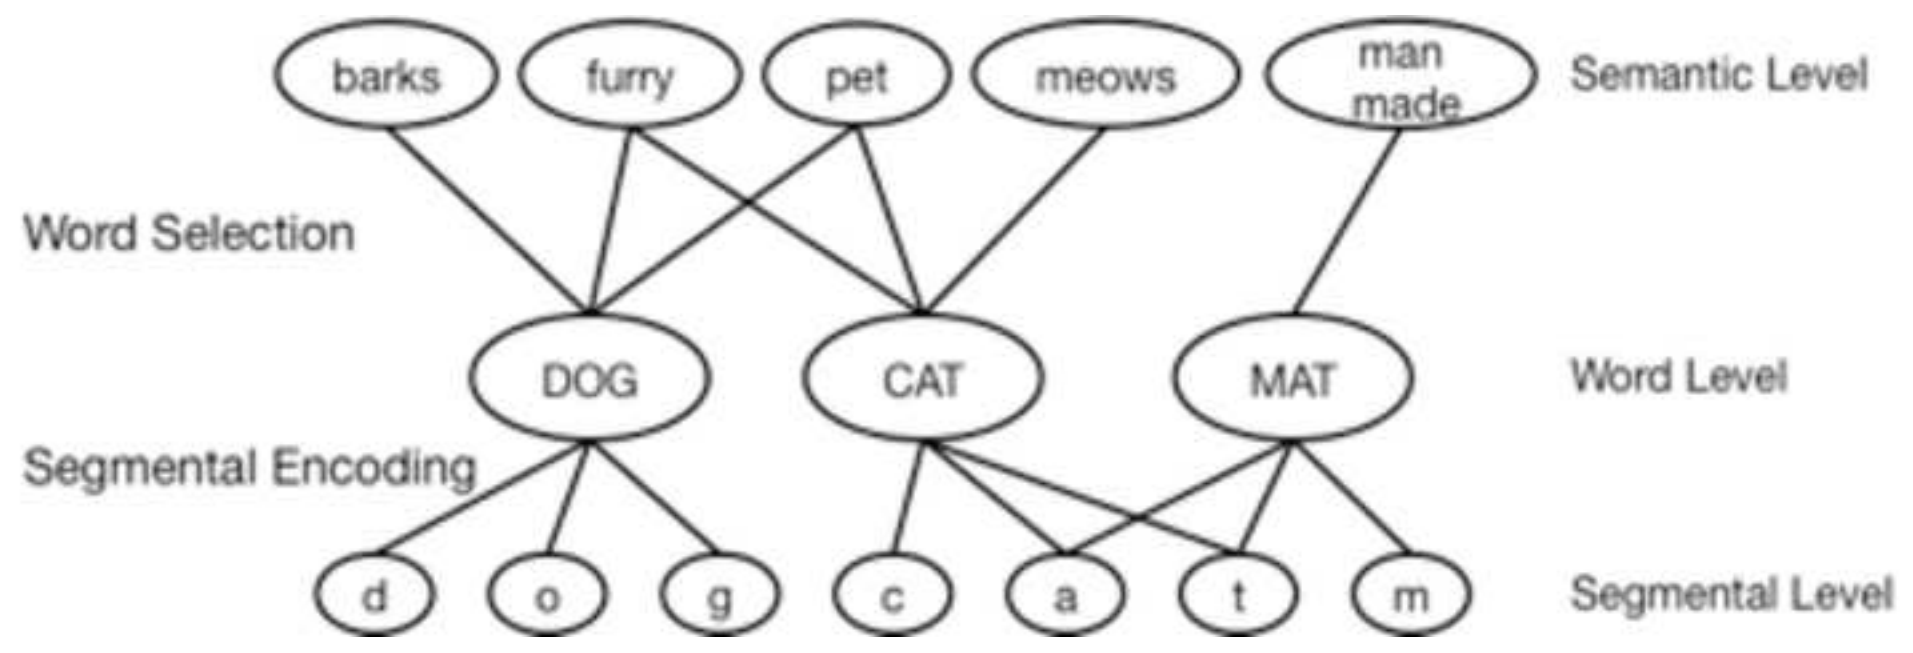 barks
furry
pet
meows
man
made
Semantic Level
Word Selection
DOG
CAT
MAT
Word Level
Segmental Encoding
d
o
g
c
a
t
m
Segmental Level